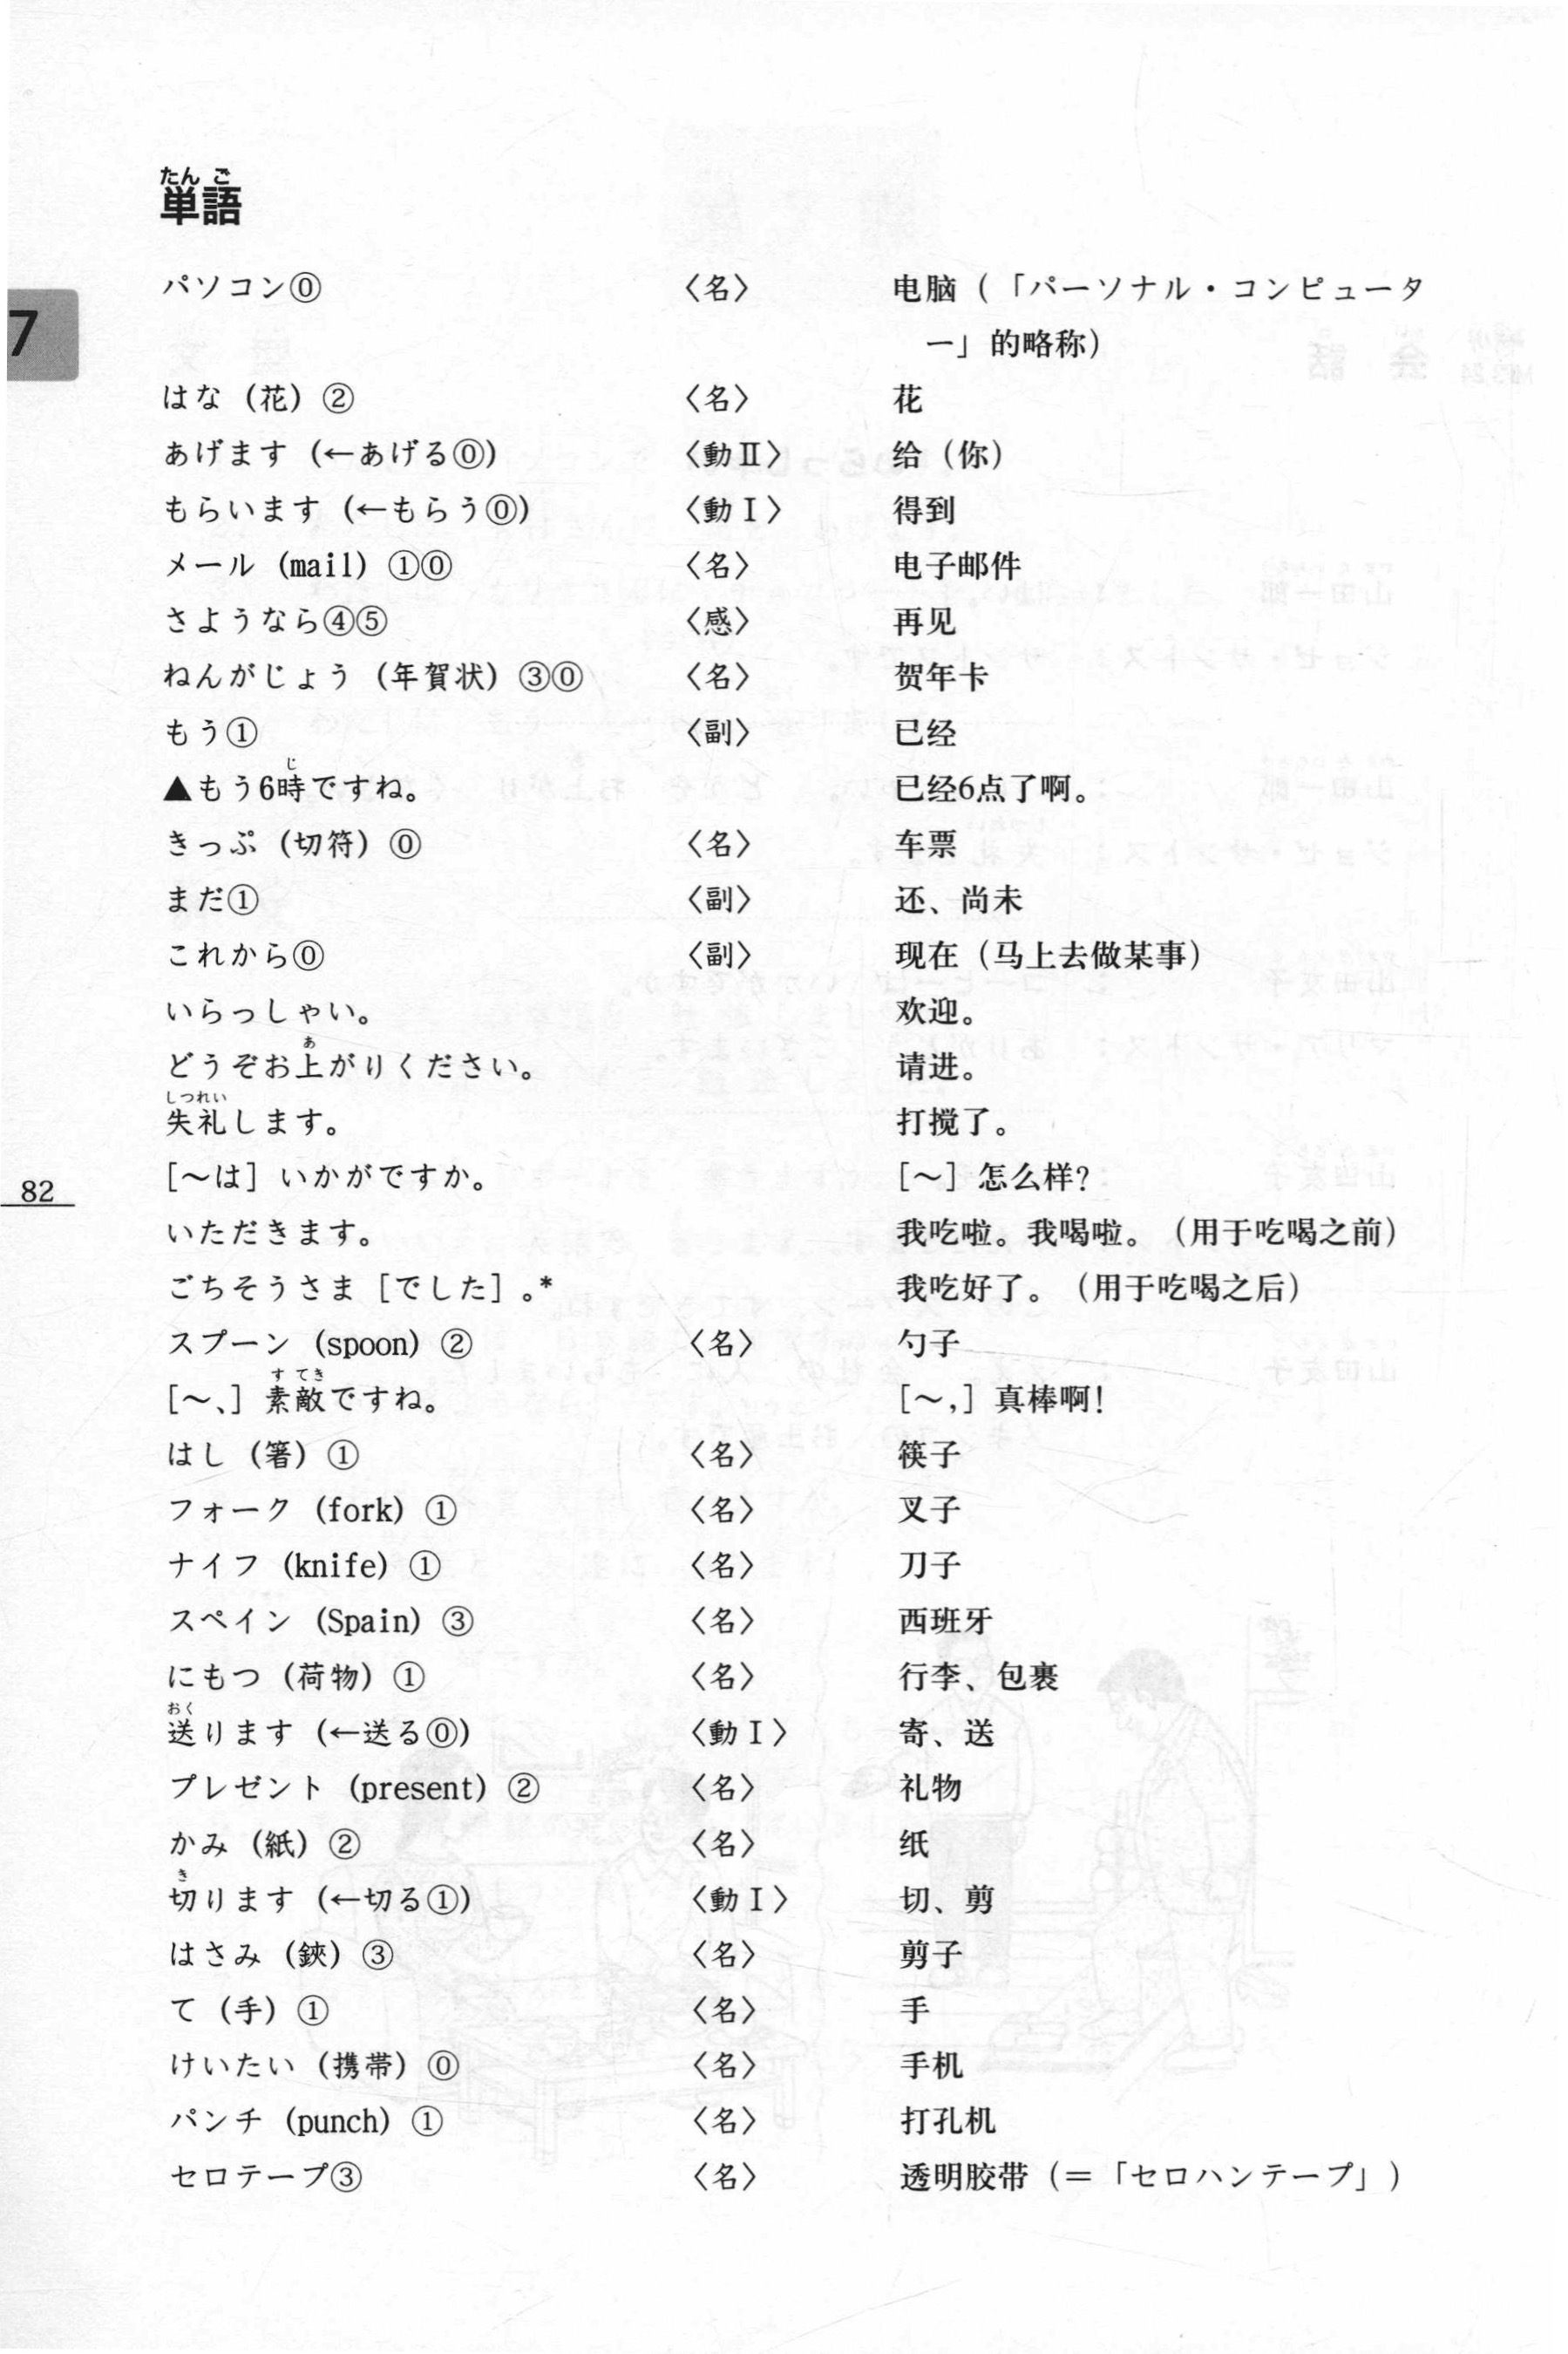 たんご
単語
7
パソコン⓪ 〈名〉 电脑（「パーソナル・コンピュータ
ー」的略称）
はな（花）② 〈名〉 花
あげます（←あげる⓪） 〈動Ⅱ〉 给（你）
もらいます（←もらう⓪） 〈動Ⅰ〉 得到
メール（mail）①⓪ 〈名〉 电子邮件
さようなら④⑤ 〈感〉 再见
ねんがじょう（年賀状）③⓪ 〈名〉 贺年卡
もう① 〈副〉 已经
じ
▲もう6時ですね。 已经6点了啊。
きっぷ（切符）⓪ 〈名〉 车票
まだ① 〈副〉 还、尚未
これから⓪ 〈副〉 现在（马上去做某事）
いらっしゃい。 欢迎。
あ
どうぞお上がりください。 请进。
しつれい
失礼します。 打搅了。
［～は］いかがですか。 ［～］怎么样？
82
いただきます。 我吃啦。我喝啦。（用于吃喝之前）
ごちそうさま［でした］。* 我吃好了。（用于吃喝之后）
スプーン（spoon）② 〈名〉 勺子
すてき
［～、］素敵ですね。 ［～，］真棒啊！
はし（箸）① 〈名〉 筷子
フォーク（fork）① 〈名〉 叉子
ナイフ（knife）① 〈名〉 刀子
スペイン（Spain）③ 〈名〉 西班牙
にもつ（荷物）① 〈名〉 行李、包裹
おく
送ります（←送る⓪） 〈動Ⅰ〉 寄、送
プレゼント（present）② 〈名〉 礼物
かみ（紙）② 〈名〉 纸
き
切ります（←切る①） 〈動Ⅰ〉 切、剪
はさみ（鋏）③ 〈名〉 剪子
て（手）① 〈名〉 手
けいたい（携帯）⓪ 〈名〉 手机
パンチ（punch）① 〈名〉 打孔机
セロテープ③ 〈名〉 透明胶带（＝「セロハンテープ」）